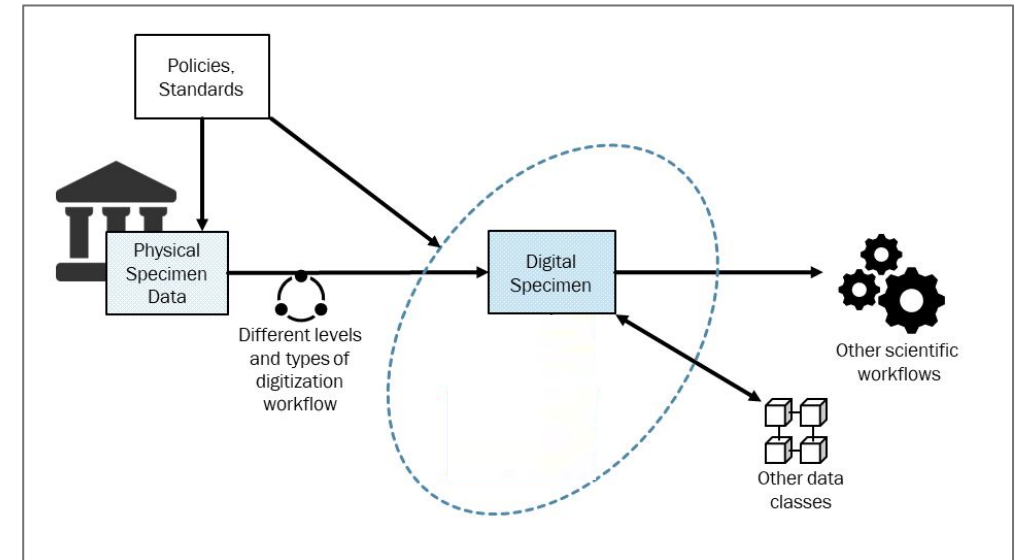 Policies,
Standards
Physical
Specimen
Data
Different levels
and types of
digitization
workflow
Digital
Specimen
Other scientific
workflows
Other data
classes